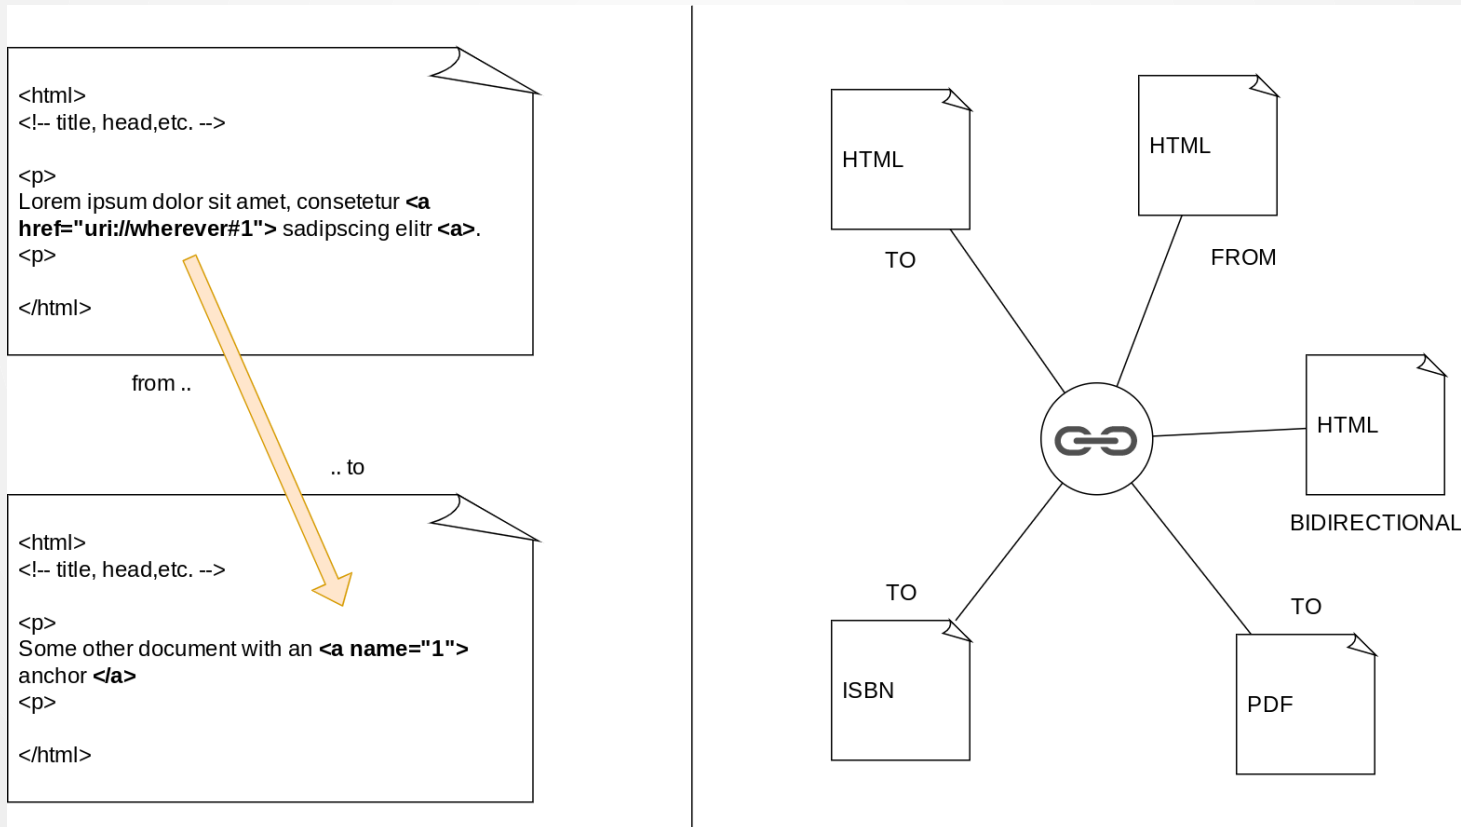 <html>
<!-- title, head,etc. -->
<p>
Lorem ipsum dolor sit amet, consetetur <a
href="uri://wherever#1"> sadipscing elitr <a>.
<p>
</html>
from ..
.. to
<html>
<!-- title, head,etc. -->
<p>
Some other document with an <a name="1">
anchor </a>
<p>
</html>
HTML
TO
HTML
FROM
HTML
BIDIRECTIONAL
TO
ISBN
TO
PDF